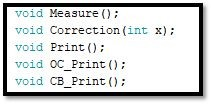 void Measure();
void Correction(int x);
void Print();
void OC_Print();
void CB_Print();